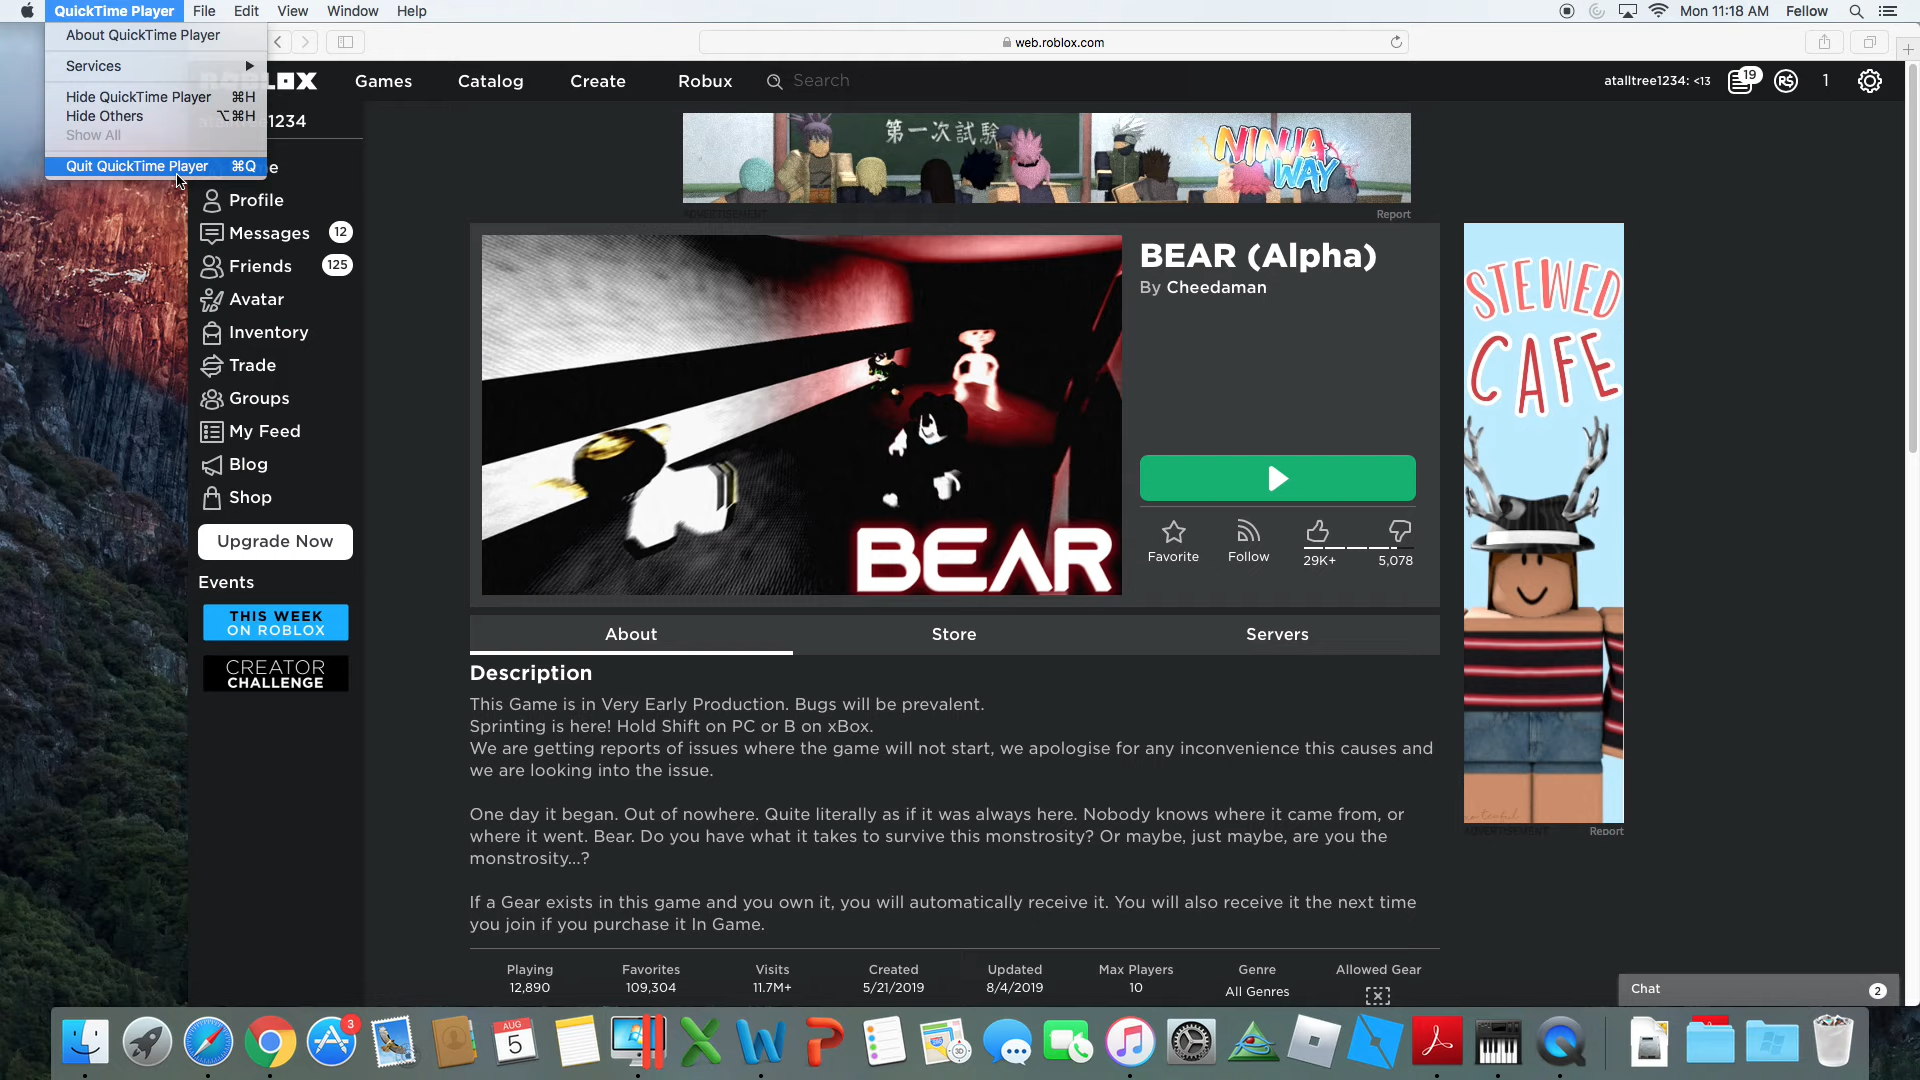 QuickTime Player File Edit View Window Help
Mon 11:18 AM Fellow
About QuickTime Player
Services
Hide QuickTime Player ⌘H
Hide Others ⌥⌘H
Show All
Quit QuickTime Player ⌘Q
web.roblox.com
Games Catalog Create Robux Search
atalltree1234: <13 19 1
1234
Profile
Messages 12
Friends 125
Avatar
Inventory
Trade
Groups
My Feed
Blog
Shop
Upgrade Now
Events
THIS WEEK
ON ROBLOX
CREATOR
CHALLENGE
第一次試験
NINJA
WAY
ADVERTISEMENT Report
BEAR
BEAR (Alpha)
By Cheedaman
Favorite Follow 29K+ 5,078
About Store Servers
Description
This Game is in Very Early Production. Bugs will be prevalent.
Sprinting is here! Hold Shift on PC or B on xBox.
We are getting reports of issues where the game will not start, we apologise for any inconvenience this causes and
we are looking into the issue.
One day it began. Out of nowhere. Quite literally as if it was always here. Nobody knows where it came from, or
where it went. Bear. Do you have what it takes to survive this monstrosity? Or maybe, just maybe, are you the
monstrosity...?
If a Gear exists in this game and you own it, you will automatically receive it. You will also receive it the next time
you join if you purchase it In Game.
Playing Favorites Visits Created Updated Max Players Genre Allowed Gear
12,890 109,304 11.7M+ 5/21/2019 8/4/2019 10 All Genres
STEWED
CAFE
ADVERTISEMENT Report
Chat 2
3
AUG
5
3D